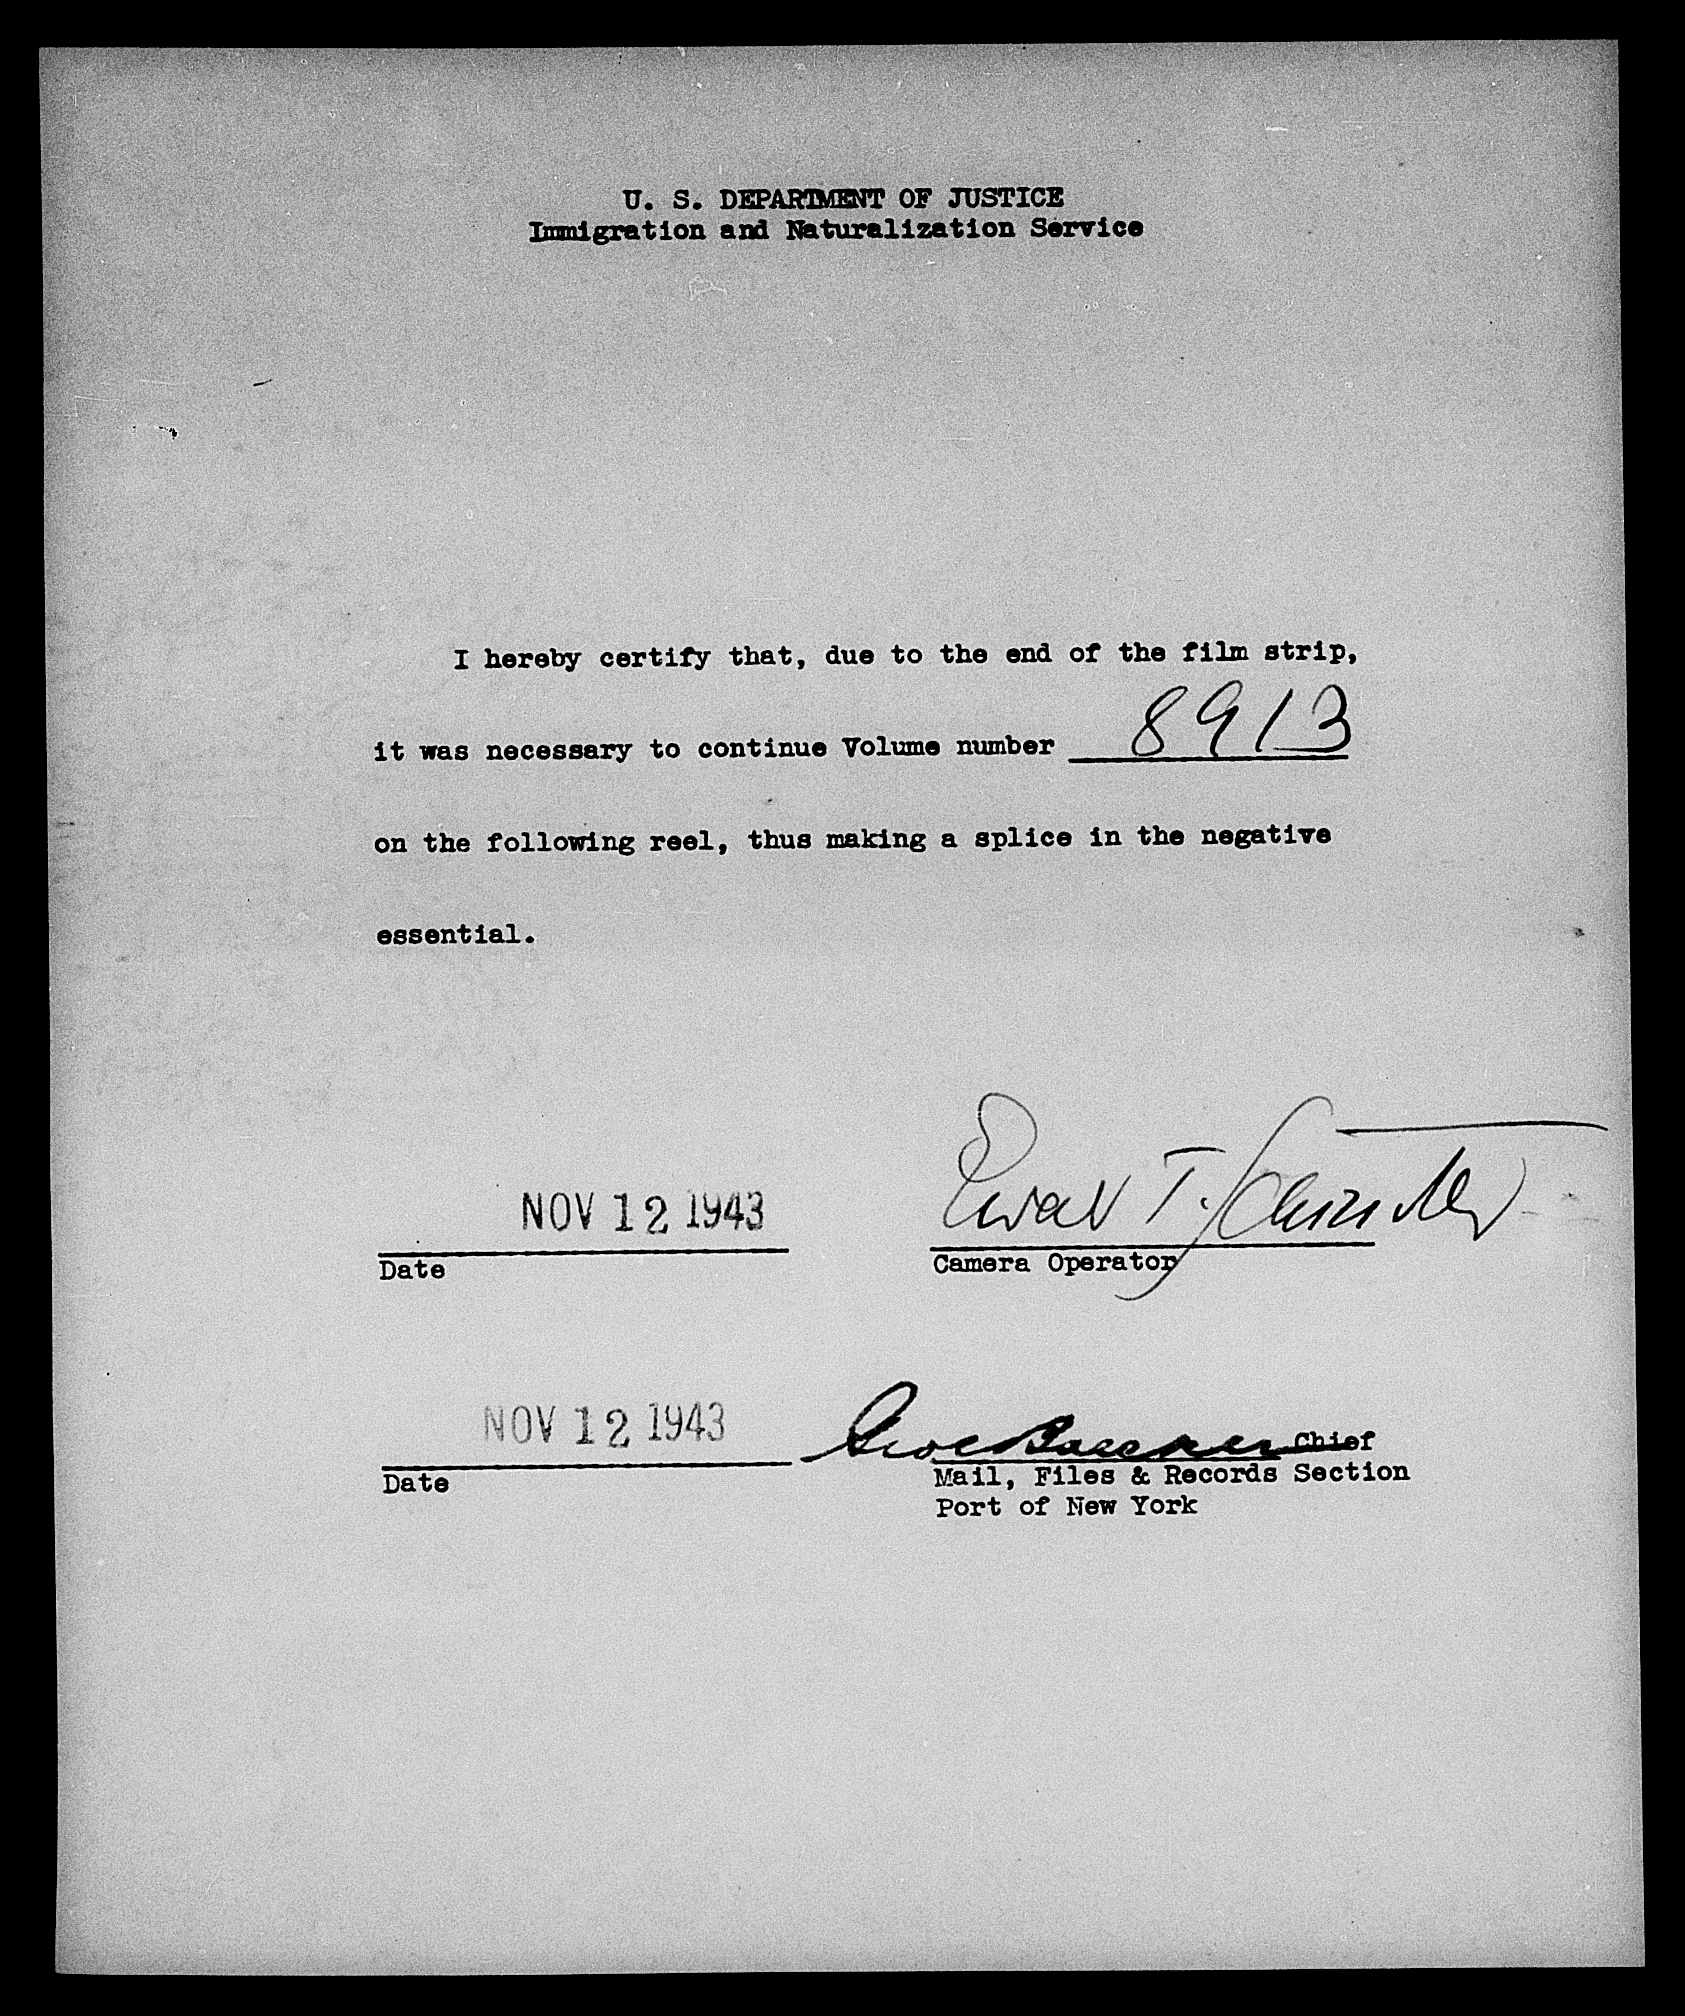 U. S. DEPARTMENT OF JUSTICE
Immigration and Naturalization Service
I hereby certify that, due to the end of the film strip,
it was necessary to continue Volume number 8913
on the following reel, thus making a splice in the negative
essential.
NOV 12 1943
Date
T.
Camera Operator
NOV 12 1943
Chief
Date
Mail, Files & Records Section
Port of New York